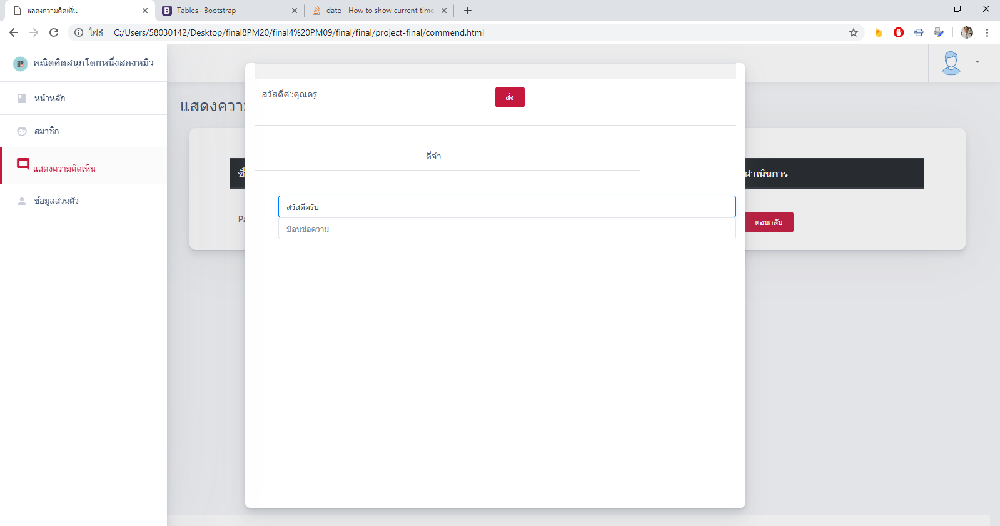 แสดงความคิดเห็น
Tables · Bootstrap
date - How to show current time
ไฟล์
C:/Users/58030142/Desktop/final8PM20/final4%20PM09/final/final/project-final/commend.html
คณิตคิดสนุกโดยหนึ่งสองหมิว
หน้าหลัก
สมาชิก
แสดงความคิดเห็น
ข้อมูลส่วนตัว
แสดงควา
สวัสดีค่ะคุณครู
ส่ง
ดีจ้า
สวัสดีครับ
ป้อนข้อความ
ชื่
ดำเนินการ
Pa
ตอบกลับ